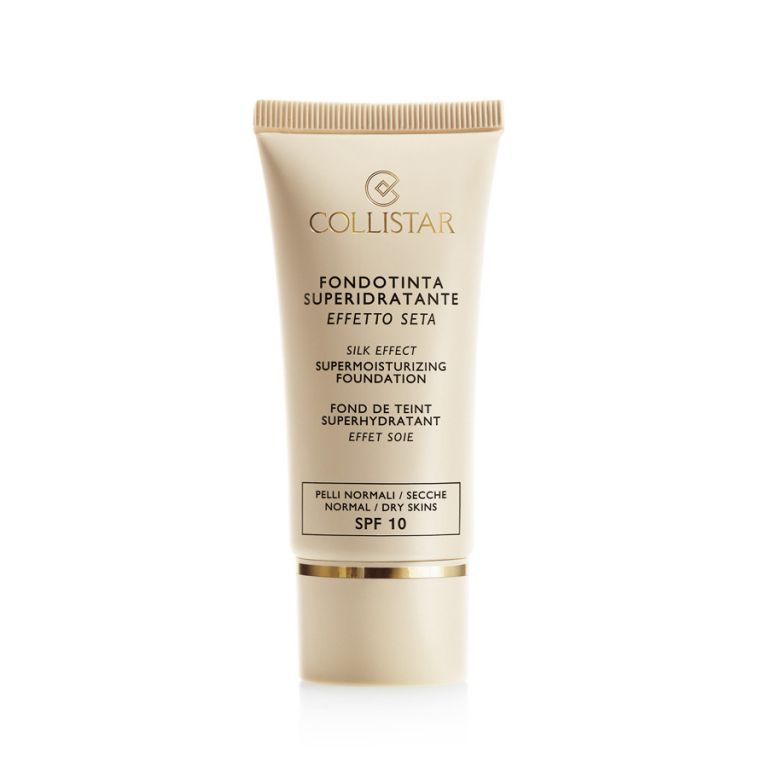 COLLISTAR
FONDOTINTA
SUPERIDRATANTE
EFFETTO SETA
SILK EFFECT
SUPERMOISTURIZING
FOUNDATION
FOND DE TEINT
SUPERHYDRATANT
EFFET SOIE
PELLI NORMALI / SECCHE
NORMAL / DRY SKINS
SPF 10